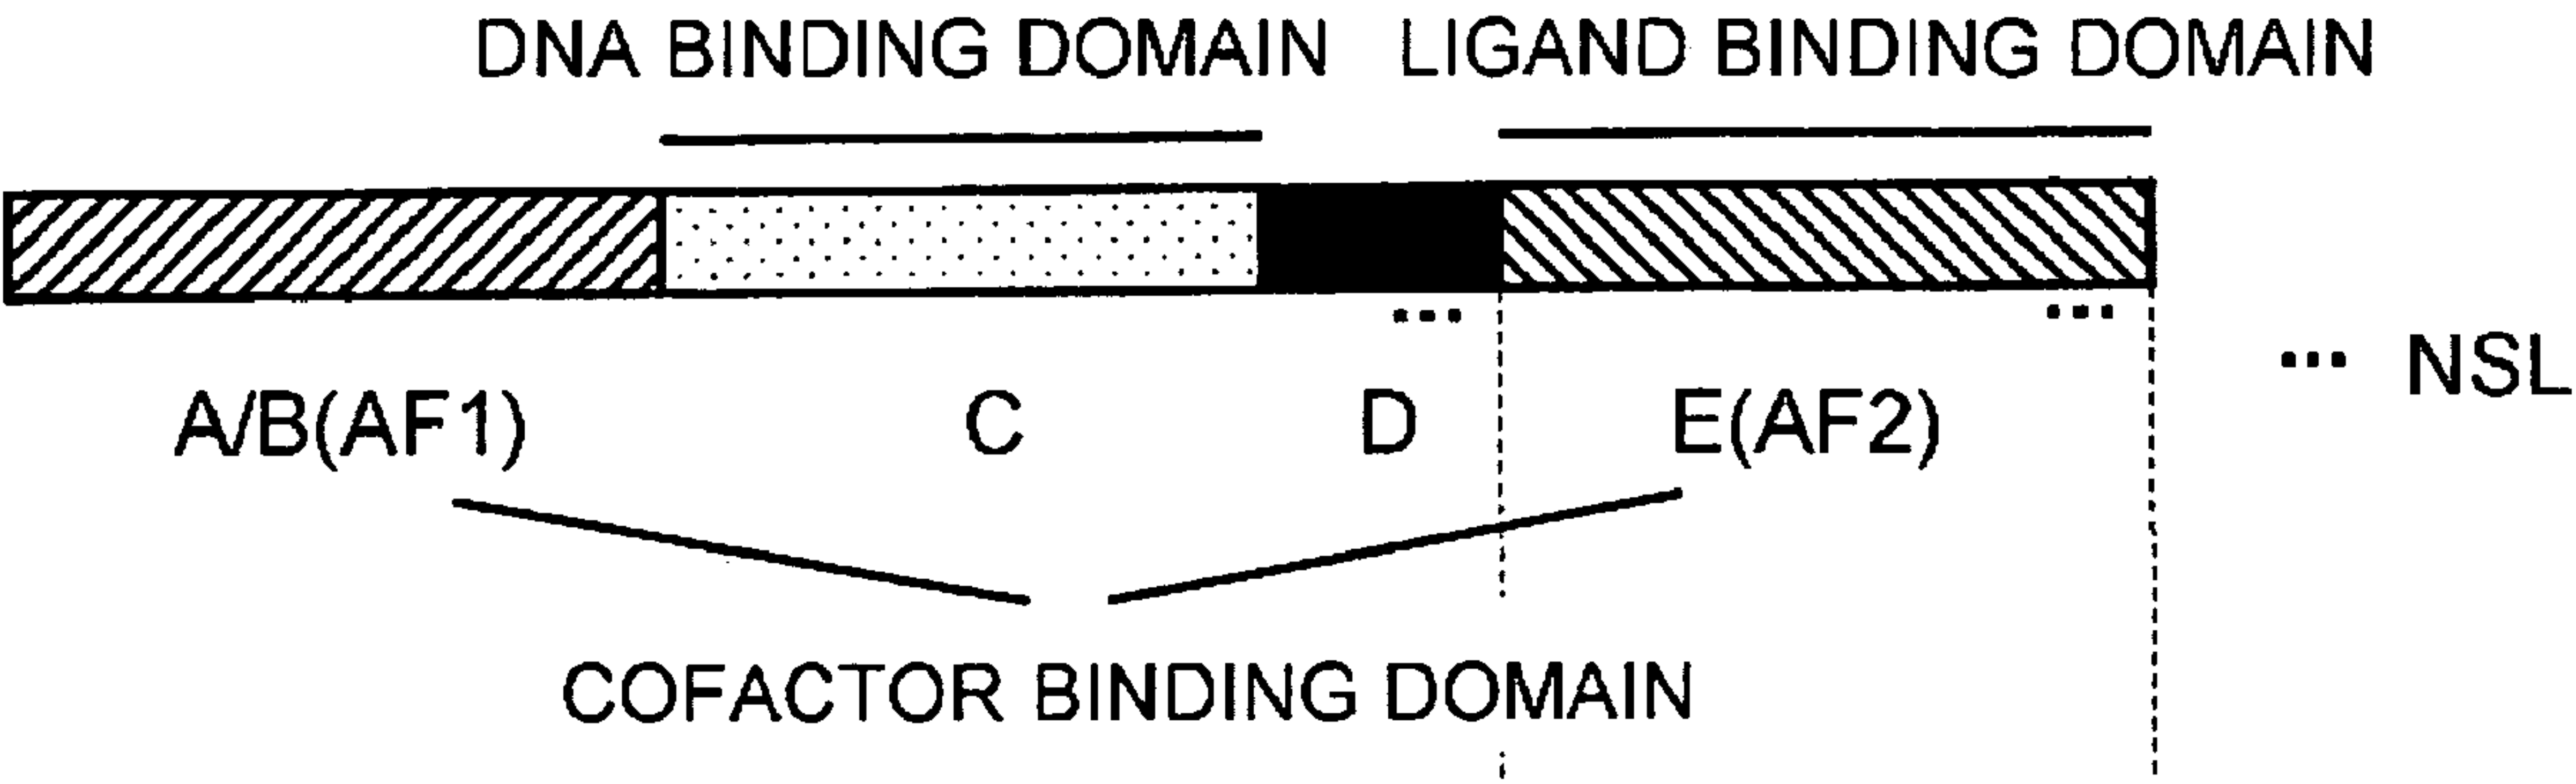 DNA BINDING DOMAIN LIGAND BINDING DOMAIN
... ...
... NSL
A/B(AF1) C D E(AF2)
COFACTOR BINDING DOMAIN